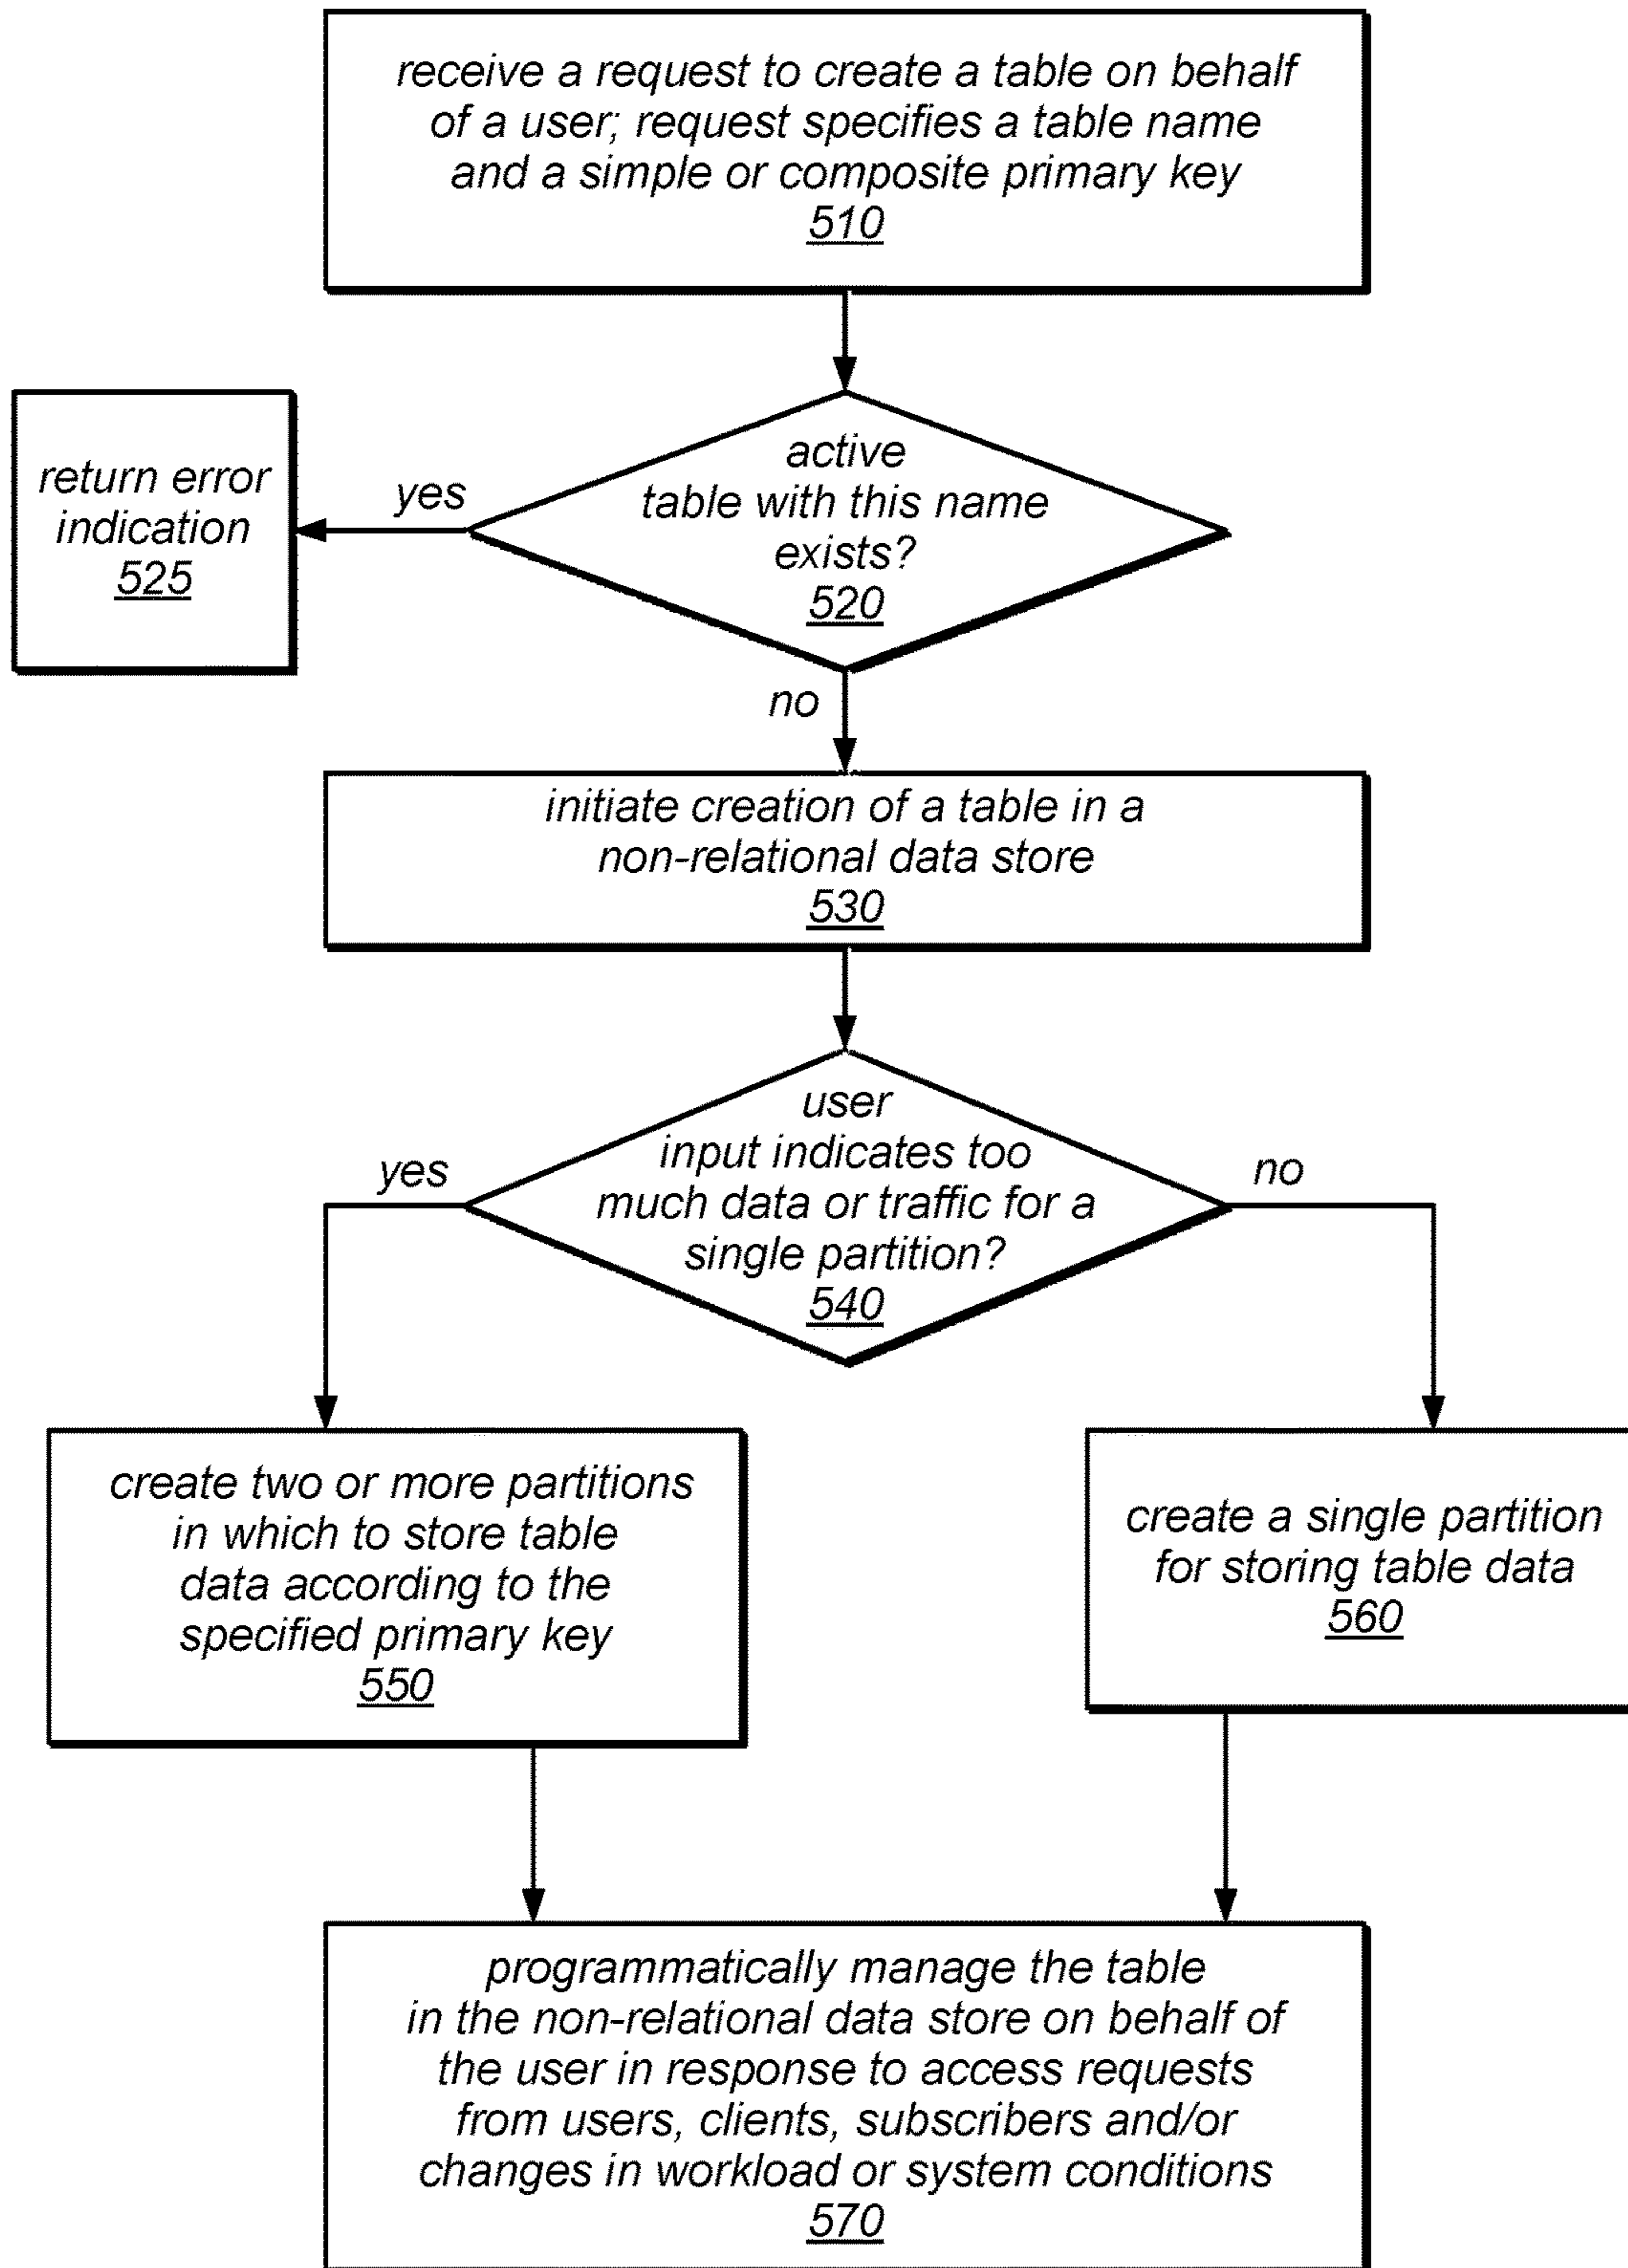 receive a request to create a table on behalf
of a user; request specifies a table name
and a simple or composite primary key
510
active
table with this name
exists?
520
yes
return error
indication
525
no
initiate creation of a table in a
non-relational data store
530
user
input indicates too
much data or traffic for a
single partition?
540
yes
no
create two or more partitions
in which to store table
data according to the
specified primary key
550
create a single partition
for storing table data
560
programmatically manage the table
in the non-relational data store on behalf of
the user in response to access requests
from users, clients, subscribers and/or
changes in workload or system conditions
570